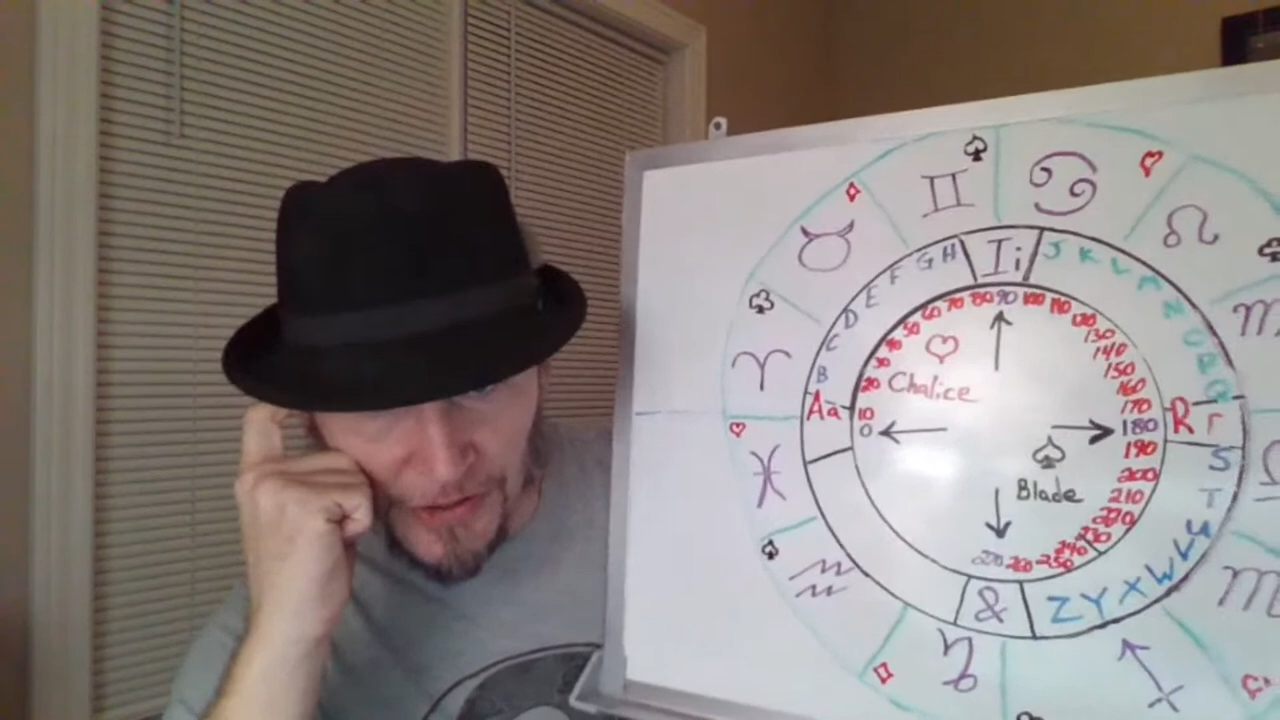 ♠
♥
♦
♣
♊ ♋ ♌
♉
♈
♍
♓
♒
♑
♐
♏
♎
Aa B C D E F G H
Ii
J K L M N O P Q
R r
S T
W X Y Z
&
0 10 20 30 40 50 60 70 80 90 100 110 120 130 140 150 160 170 180 190 200 210 220 230 240 250 260 270
♡
Chalice
♠
Blade